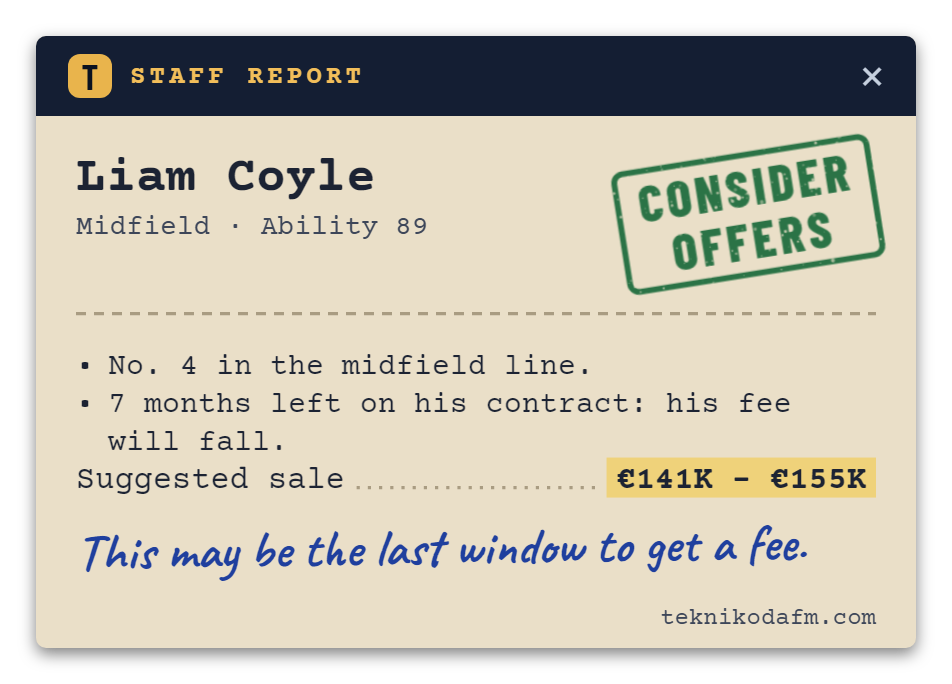 T STAFF REPORT ×
Liam Coyle
Midfield · Ability 89
CONSIDER
OFFERS
▪ No. 4 in the midfield line.
▪ 7 months left on his contract: his fee
will fall.
Suggested sale ..................... €141K – €155K
This may be the last window to get a fee.
teknikodafm.com